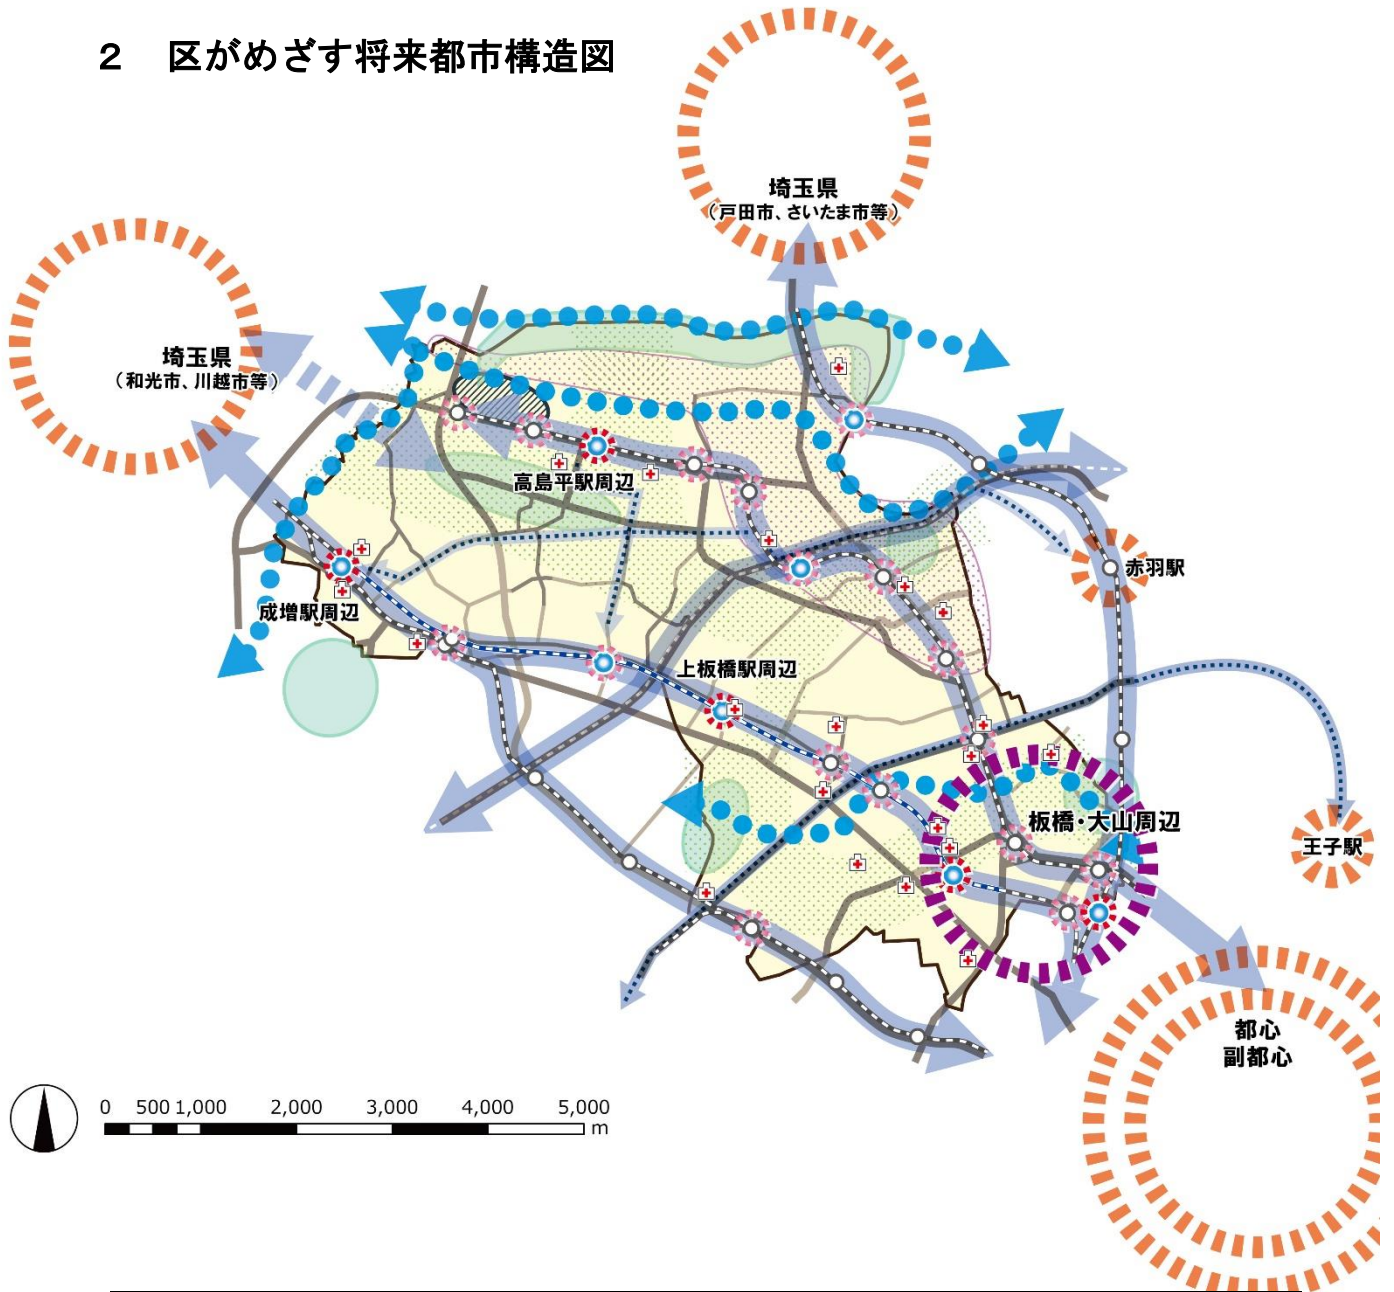 ２　区がめざす将来都市構造図
埼玉県
（戸田市、さいたま市等）
埼玉県
（和光市、川越市等）
高島平駅周辺
成増駅周辺
赤羽駅
上板橋駅周辺
板橋・大山周辺
王子駅
都心
副都心
0 500 1,000 2,000 3,000 4,000 5,000
m